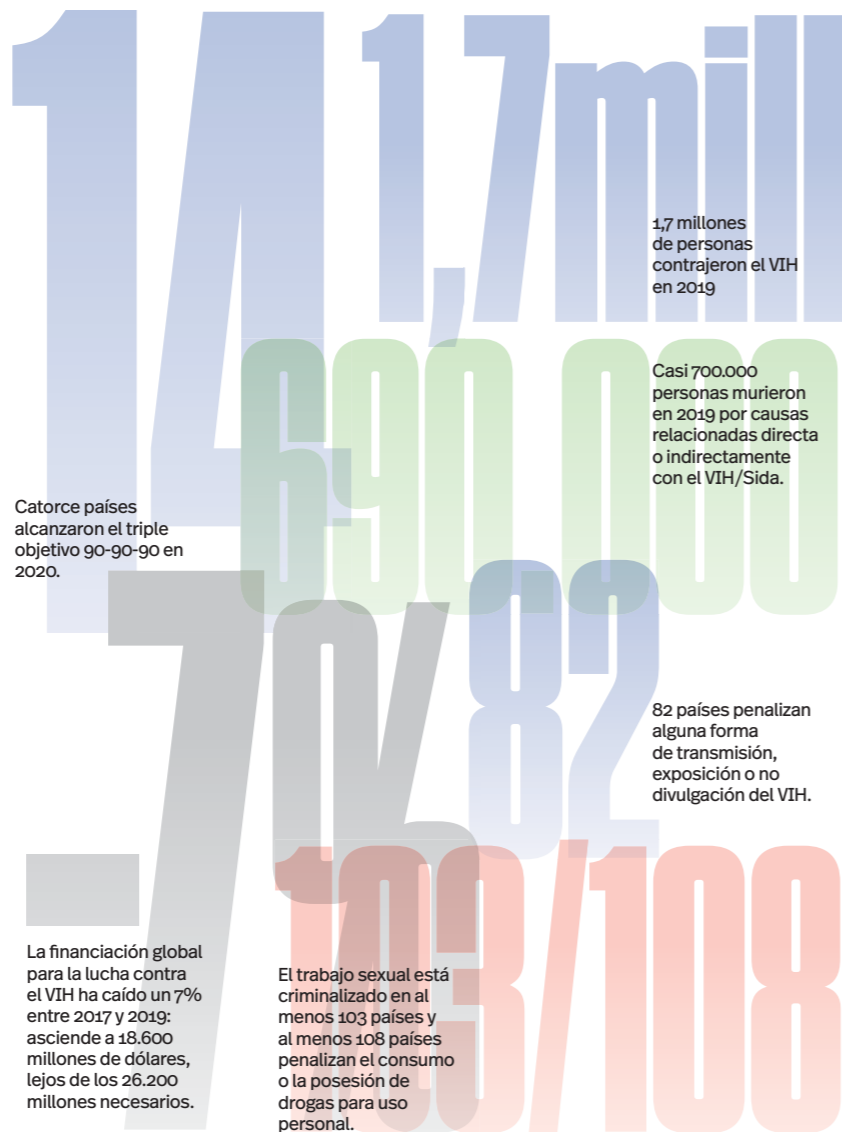 14
1,7mill
1,7 millones
de personas
contrajeron el VIH
en 2019
690.000
Casi 700.000
personas murieron
en 2019 por causas
relacionadas directa
o indirectamente
con el VIH/Sida.
Catorce países
alcanzaron el triple
objetivo 90-90-90 en
2020.
-7%
82
82 países penalizan
alguna forma
de transmisión,
exposición o no
divulgación del VIH.
La financiación global
para la lucha contra
el VIH ha caído un 7%
entre 2017 y 2019:
asciende a 18.600
millones de dólares,
lejos de los 26.200
millones necesarios.
103/108
El trabajo sexual está
criminalizado en al
menos 103 países y
al menos 108 países
penalizan el consumo
o la posesión de
drogas para uso
personal.